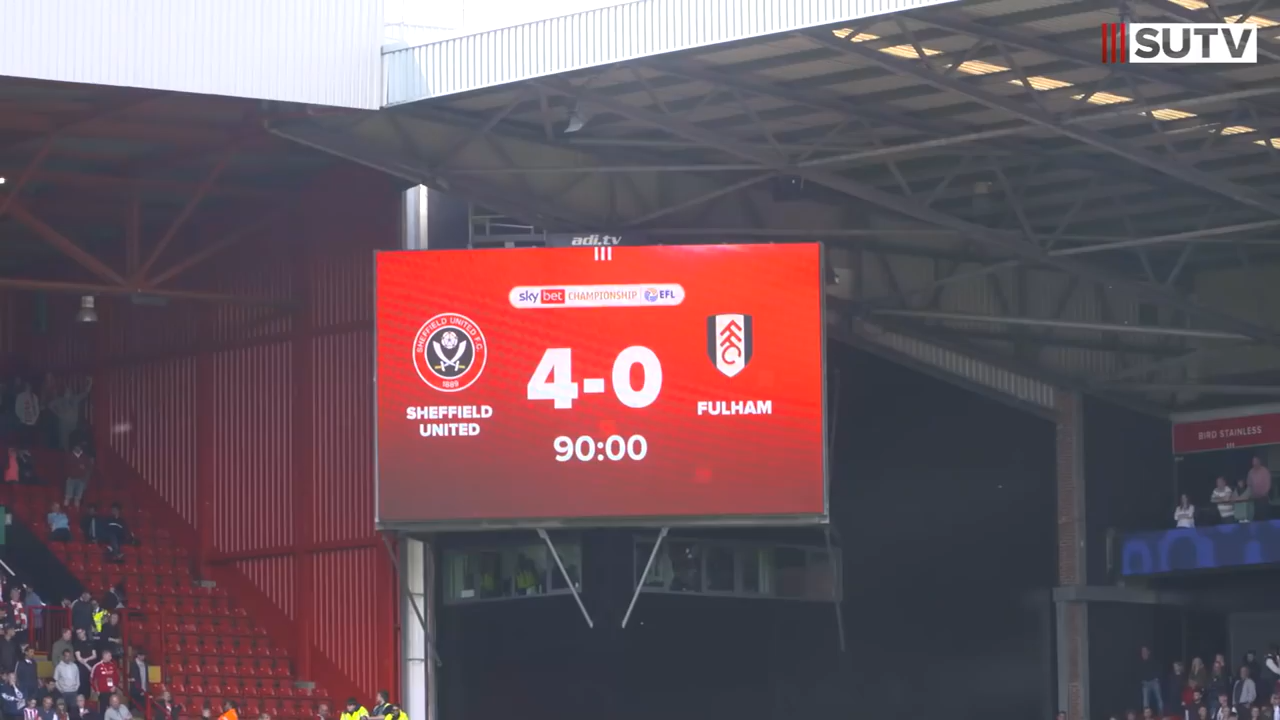 SUTV
adi.tv
sky bet CHAMPIONSHIP EFL
SHEFFIELD UNITED F.C.
1889
4-0
FFC
SHEFFIELD
UNITED
FULHAM
90:00
BIRD STAINLESS